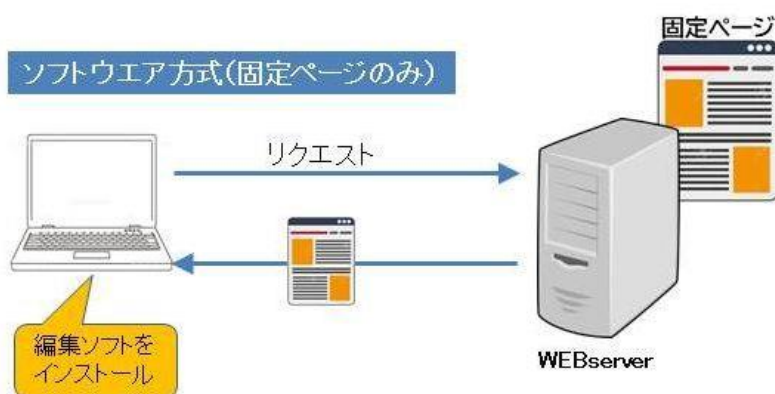 固定ページ
ソフトウエア方式(固定ページのみ)
リクエスト
編集ソフトを
インストール
WEBserver